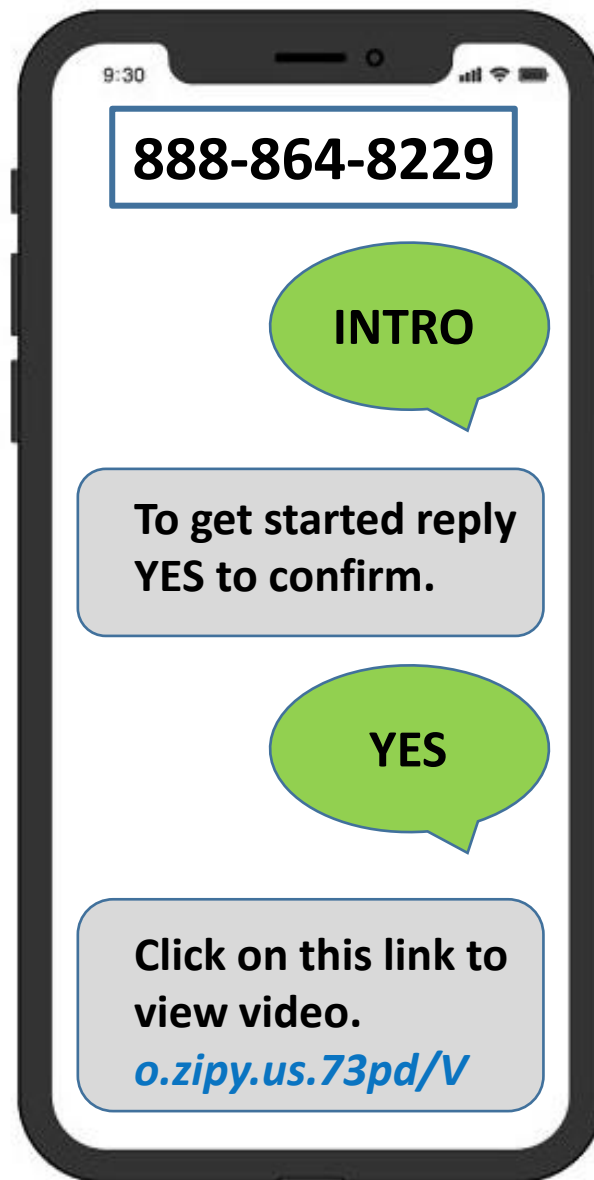 9:30
888-864-8229
INTRO
To get started reply
YES to confirm.
YES
Click on this link to
view video.
o.zipy.us.73pd/V